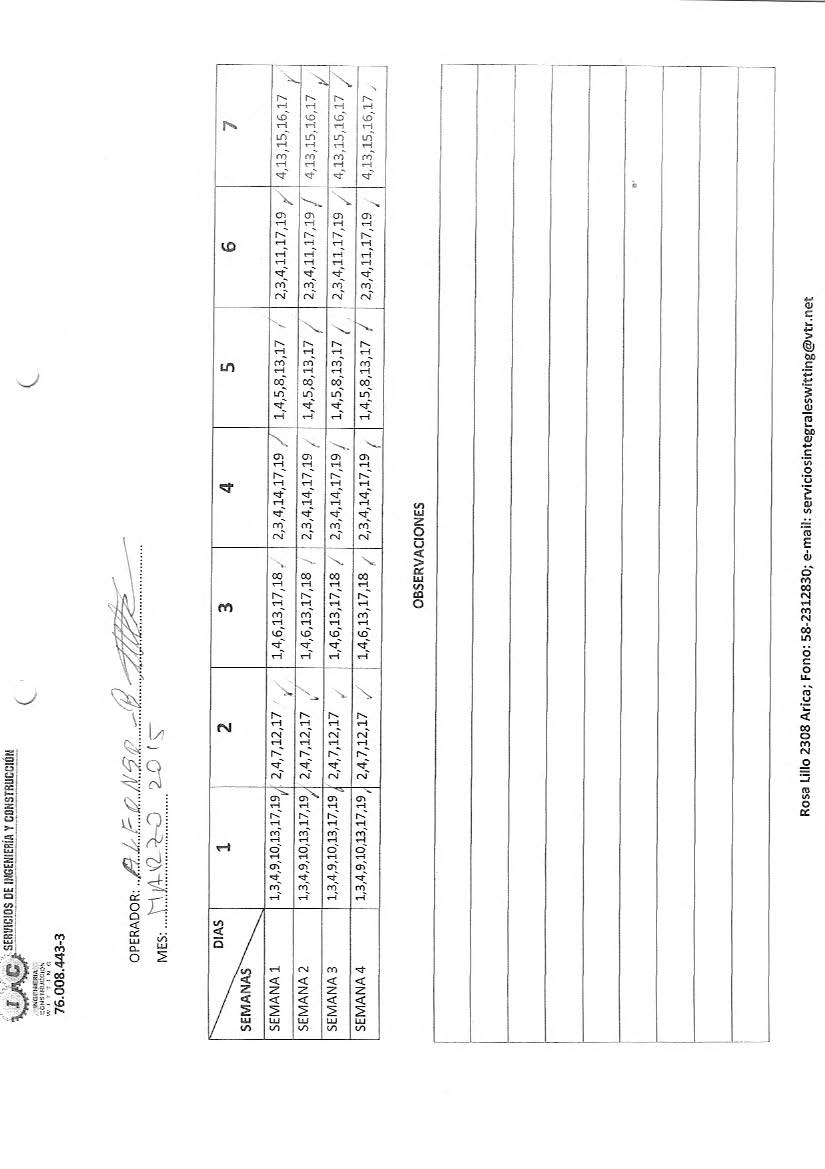 SERVICIOS DE INGENIERIA Y CONSTRUCCIÓN
INGENIERIA
CONSTRUCCION
WITTING
76.008.443-3
OPERADOR:
MES: MARZO 2015
DIAS
SEMANAS 1 2 3 4 5 6 7
SEMANA 1 1,3,4,9,10,13,17,19 ✓ 2,4,7,12,17 ✓ 1,4,6,13,17,18 ✓ 2,3,4,14,17,19 ✓ 1,4,5,8,13,17 ✓ 2,3,4,11,17,19 ✓ 4,13,15,16,17 ✓
SEMANA 2 1,3,4,9,10,13,17,19 ✓ 2,4,7,12,17 ✓ 1,4,6,13,17,18 ✓ 2,3,4,14,17,19 ✓ 1,4,5,8,13,17 ✓ 2,3,4,11,17,19 ✓ 4,13,15,16,17 ✓
SEMANA 3 1,3,4,9,10,13,17,19 ✓ 2,4,7,12,17 ✓ 1,4,6,13,17,18 ✓ 2,3,4,14,17,19 ✓ 1,4,5,8,13,17 ✓ 2,3,4,11,17,19 ✓ 4,13,15,16,17 ✓
SEMANA 4 1,3,4,9,10,13,17,19 ✓ 2,4,7,12,17 ✓ 1,4,6,13,17,18 ✓ 2,3,4,14,17,19 ✓ 1,4,5,8,13,17 ✓ 2,3,4,11,17,19 ✓ 4,13,15,16,17 ✓
OBSERVACIONES
Rosa Lillo 2308 Arica; Fono: 58-2312830; e-mail: serviciosintegraleswitting@vtr.net